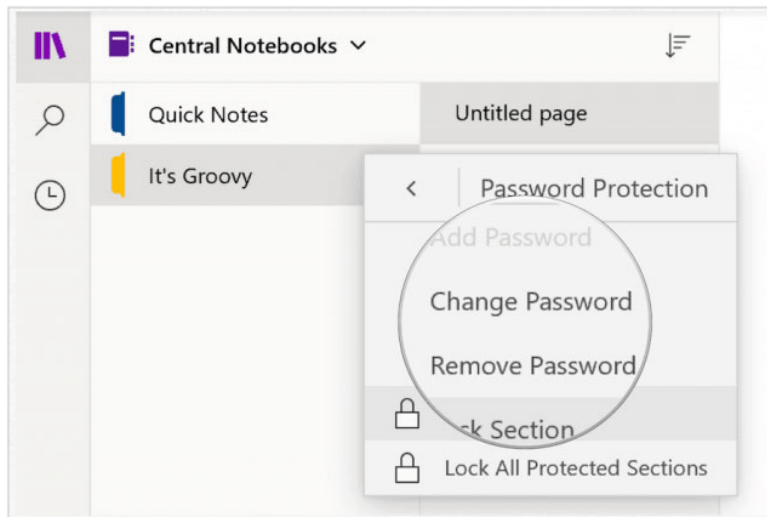 Central Notebooks
Quick Notes
Untitled page
It's Groovy
Password Protection
Add Password
Change Password
Remove Password
Section
Lock All Protected Sections